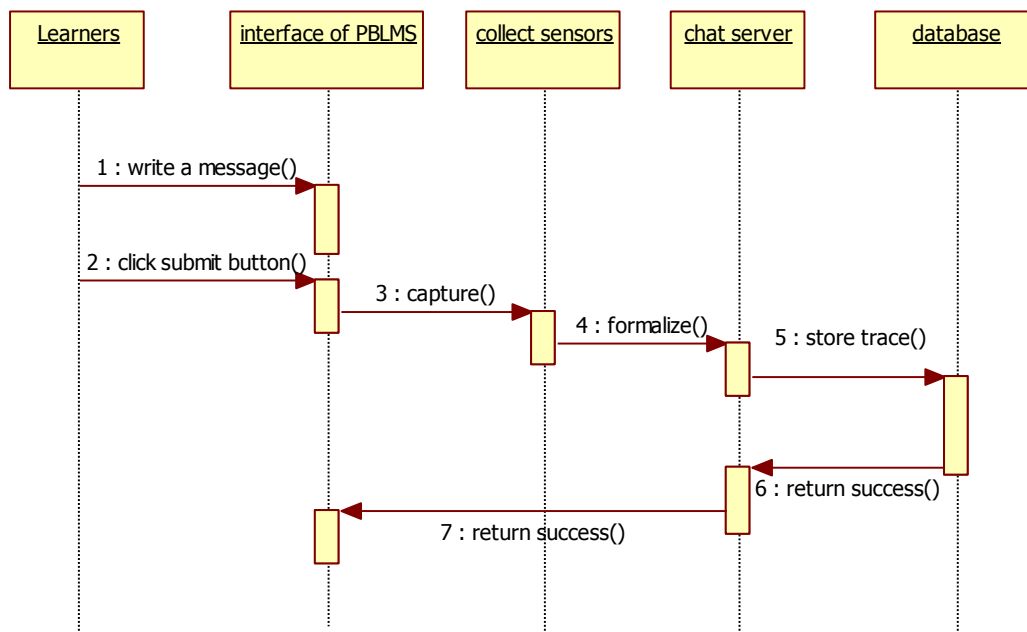 Learners
interface of PBLMS
collect sensors
chat server
database
1 : write a message()
2 : click submit button()
3 : capture()
4 : formalize()
5 : store trace()
6 : return success()
7 : return success()